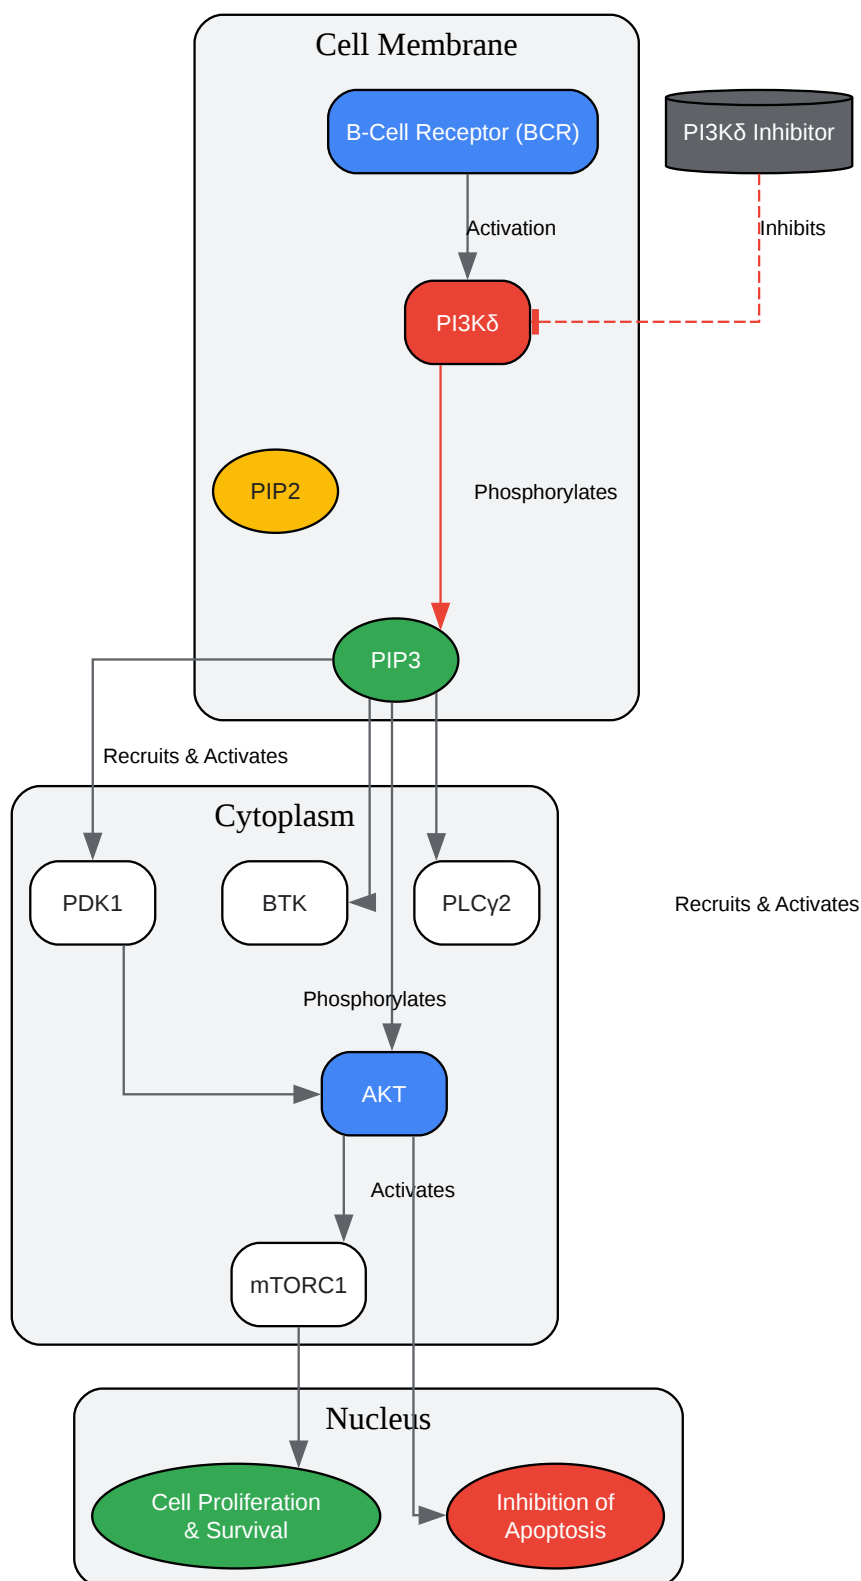 Cell Membrane
B-Cell Receptor (BCR)
PI3Kδ Inhibitor
Activation
Inhibits
PI3Kδ
PIP2
Phosphorylates
PIP3
Recruits & Activates
Cytoplasm
PDK1
BTK
PLCγ2
Recruits & Activates
Phosphorylates
AKT
Activates
mTORC1
Nucleus
Cell Proliferation
& Survival
Inhibition of
Apoptosis